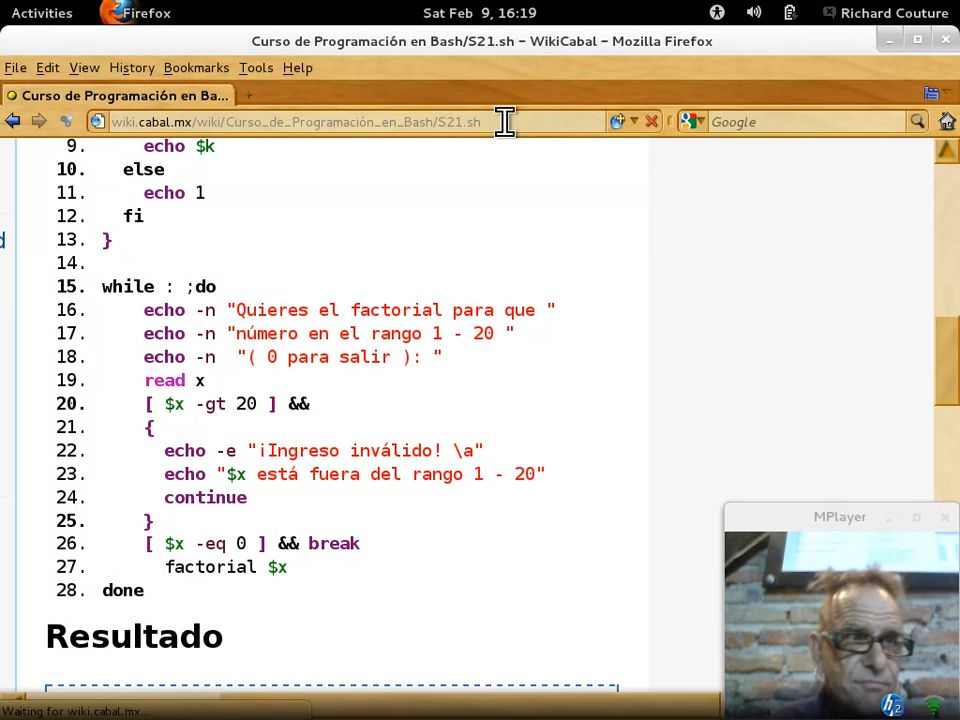 Activities Firefox Sat Feb 9, 16:19 Richard Couture
Curso de Programación en Bash/S21.sh - WikiCabal - Mozilla Firefox
File Edit View History Bookmarks Tools Help
Curso de Programación en Ba...
wiki.cabal.mx/wiki/Curso_de_Programación_en_Bash/S21.sh Google
9. echo $k
10. else
11. echo 1
12. fi
13. }
14.
15. while : ;do
16. echo -n "Quieres el factorial para que "
17. echo -n "número en el rango 1 - 20 "
18. echo -n "( 0 para salir ): "
19. read x
20. [ $x -gt 20 ] &&
21. {
22. echo -e "¡Ingreso inválido! \a"
23. echo "$x está fuera del rango 1 - 20"
24. continue
25. }
26. [ $x -eq 0 ] && break
27. factorial $x
28. done
MPlayer
Resultado
Waiting for wiki.cabal.mx...